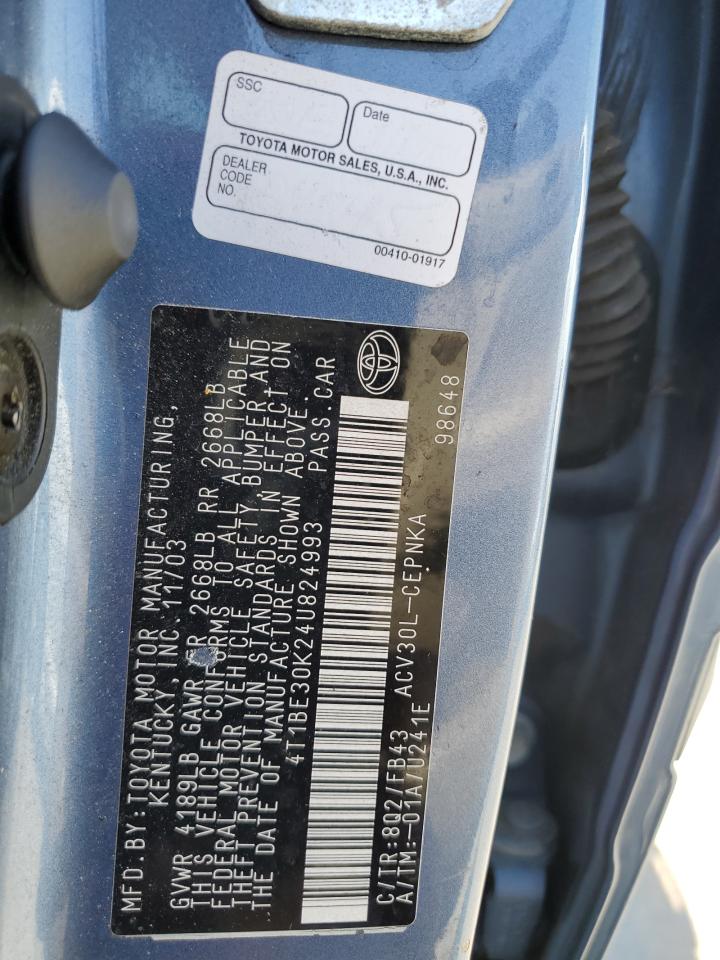 SSC
Date
TOYOTA MOTOR SALES, U.S.A., INC.
DEALER
CODE
NO.
00410-01917
MFD.BY:TOYOTA MOTOR MANUFACTURING,
KENTUCKY, INC 11/03
GVWR 4189LB GAWR FR 2668LB RR 2668LB
THIS VEHICLE CONFORMS TO ALL APPLICABLE
FEDERAL MOTOR VEHICLE SAFETY, BUMPER, AND
THEFT PREVENTION STANDARDS IN EFFECT ON
THE DATE OF MANUFACTURE SHOWN ABOVE.
4T1BE30K24U824993 PASS.CAR
C/TR:8Q2/FB43 ACV30L-CEPNKA
A/TM:-01A/U241E 98648